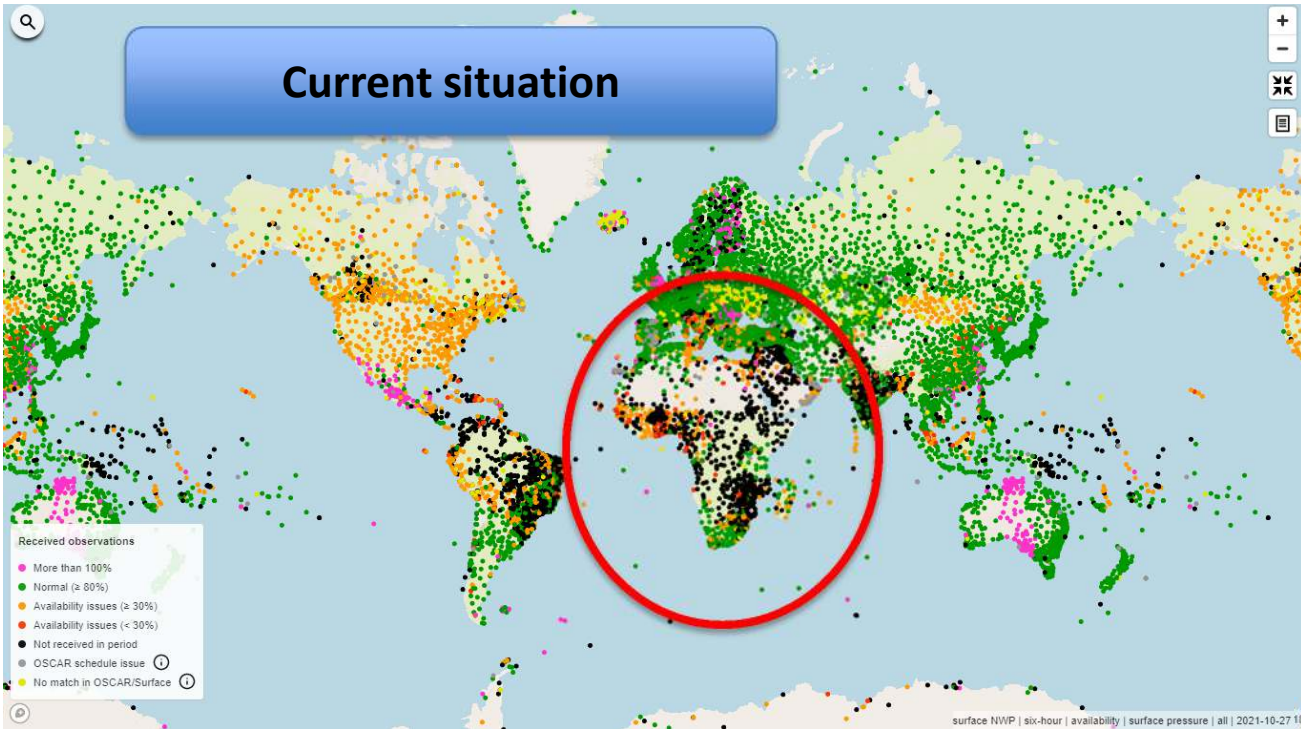 Current situation
+
−
Received observations
More than 100%
Normal (≥ 80%)
Availability issues (≥ 30%)
Availability issues (< 30%)
Not received in period
OSCAR schedule issue
No match in OSCAR/Surface
surface NWP | six-hour | availability | surface pressure | all | 2021-10-27